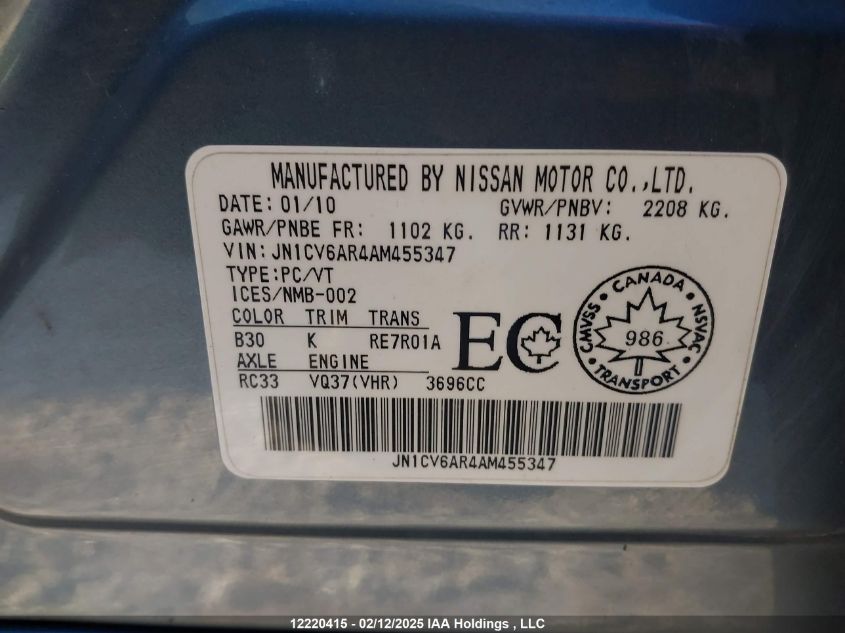 MANUFACTURED BY NISSAN MOTOR CO.,LTD.
DATE: 01/10 GVWR/PNBV: 2208 KG.
GAWR/PNBE FR: 1102 KG. RR: 1131 KG.
VIN: JN1CV6AR4AM455347
TYPE: PC/VT
ICES/NMB-002
COLOR TRIM TRANS
B30 K RE7R01A
AXLE ENGINE
RC33 VQ37(VHR) 3696CC
EC
CANADA
CMVSS NSVAC
986
TRANSPORT
JN1CV6AR4AM455347
12220415 - 02/12/2025 IAA Holdings , LLC